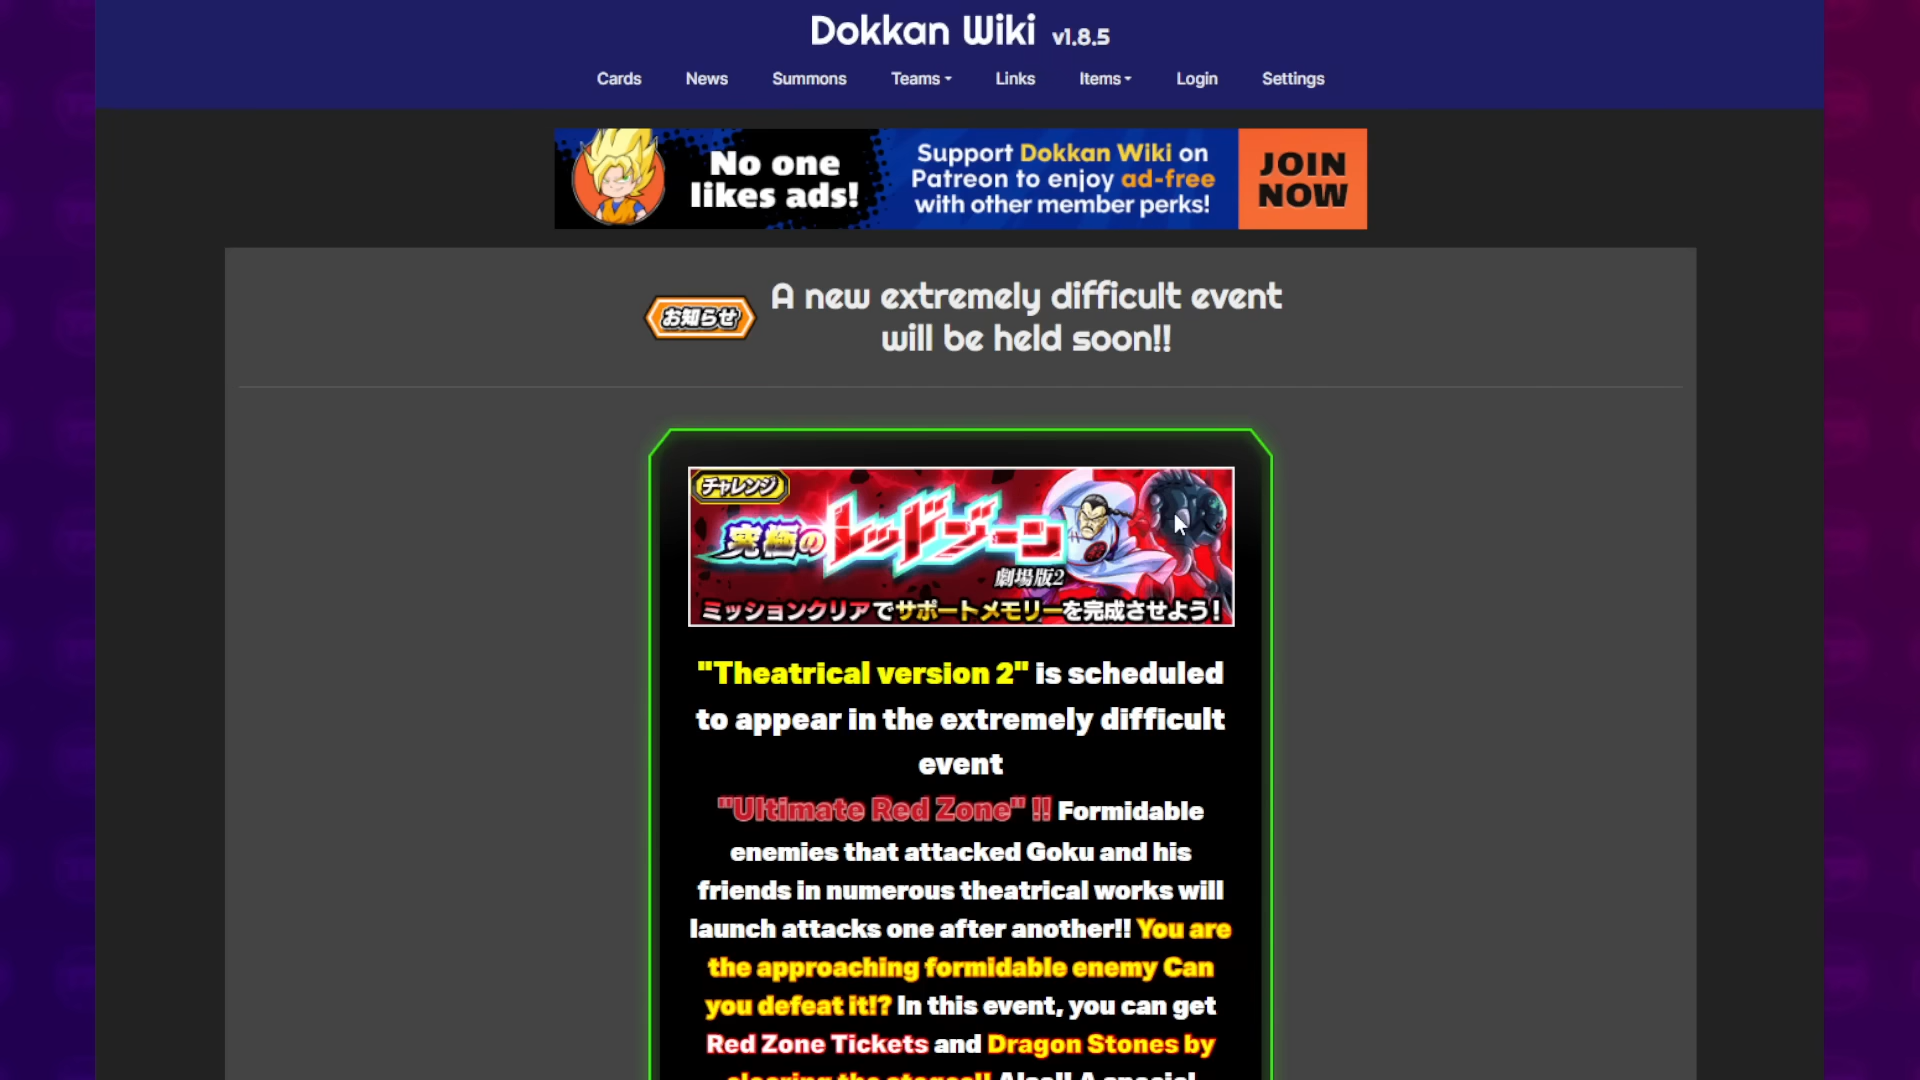 Dokkan Wiki v1.8.5
Cards News Summons Teams Links Items Login Settings
No one
likes ads!
Support Dokkan Wiki on
Patreon to enjoy ad-free
with other member perks!
JOIN
NOW
お知らせ
A new extremely difficult event
will be held soon!!
チャレンジ
究極のレッドゾーン
劇場版2
ミッションクリアでサポートメモリーを完成させよう!
"Theatrical version 2" is scheduled
to appear in the extremely difficult
event
"Ultimate Red Zone" !! Formidable
enemies that attacked Goku and his
friends in numerous theatrical works will
launch attacks one after another!! You are
the approaching formidable enemy Can
you defeat it!? In this event, you can get
Red Zone Tickets and Dragon Stones by
clearing the stages!! Also!! A special